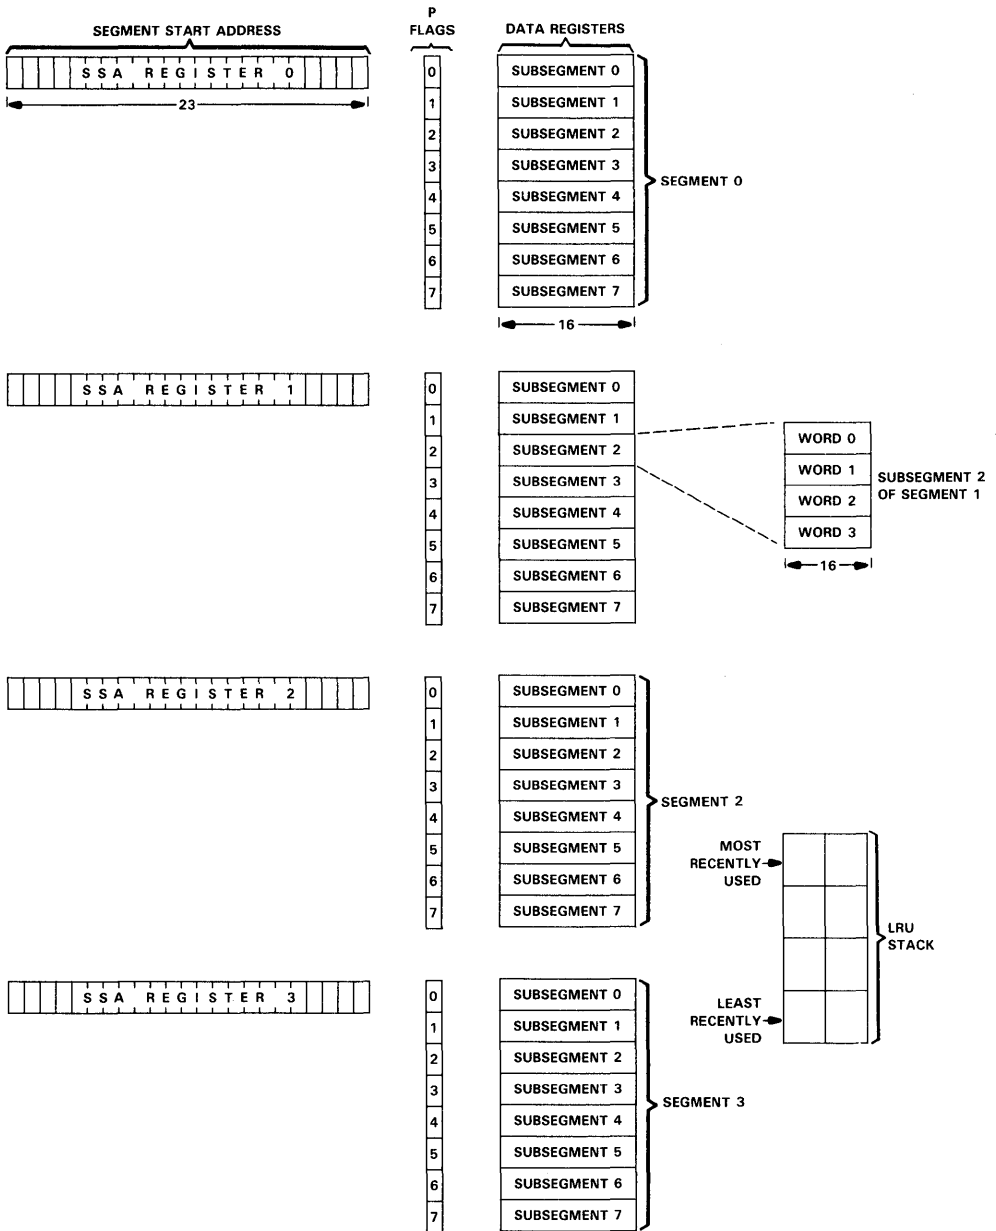 SEGMENT START ADDRESS
P
FLAGS
DATA REGISTERS
SSA REGISTER 0
23
0
1
2
3
4
5
6
7
SUBSEGMENT 0
SUBSEGMENT 1
SUBSEGMENT 2
SUBSEGMENT 3
SUBSEGMENT 4
SUBSEGMENT 5
SUBSEGMENT 6
SUBSEGMENT 7
SEGMENT 0
16
SSA REGISTER 1
0
1
2
3
4
5
6
7
SUBSEGMENT 0
SUBSEGMENT 1
SUBSEGMENT 2
SUBSEGMENT 3
SUBSEGMENT 4
SUBSEGMENT 5
SUBSEGMENT 6
SUBSEGMENT 7
WORD 0
WORD 1
WORD 2
WORD 3
SUBSEGMENT 2
OF SEGMENT 1
16
SSA REGISTER 2
0
1
2
3
4
5
6
7
SUBSEGMENT 0
SUBSEGMENT 1
SUBSEGMENT 2
SUBSEGMENT 3
SUBSEGMENT 4
SUBSEGMENT 5
SUBSEGMENT 6
SUBSEGMENT 7
SEGMENT 2
MOST
RECENTLY
USED
LRU
STACK
LEAST
RECENTLY
USED
SSA REGISTER 3
0
1
2
3
4
5
6
7
SUBSEGMENT 0
SUBSEGMENT 1
SUBSEGMENT 2
SUBSEGMENT 3
SUBSEGMENT 4
SUBSEGMENT 5
SUBSEGMENT 6
SUBSEGMENT 7
SEGMENT 3